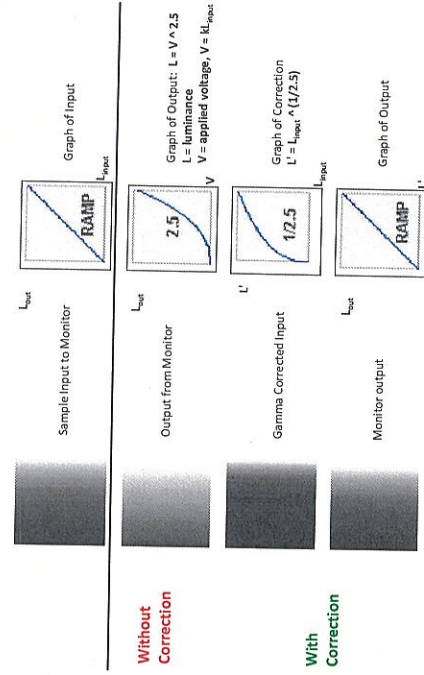 Sample Input to Monitor
L_out
RAMP
L_input
Graph of Input
Without
Correction
Output from Monitor
L_out
2.5
V
Graph of Output: L = V ^ 2.5
L = luminance
V = applied voltage, V = kL_input
With
Correction
Gamma Corrected Input
L'
1/2.5
L_input
Graph of Correction
L' = L_input ^ (1/2.5)
Monitor output
L_out
RAMP
L'
Graph of Output